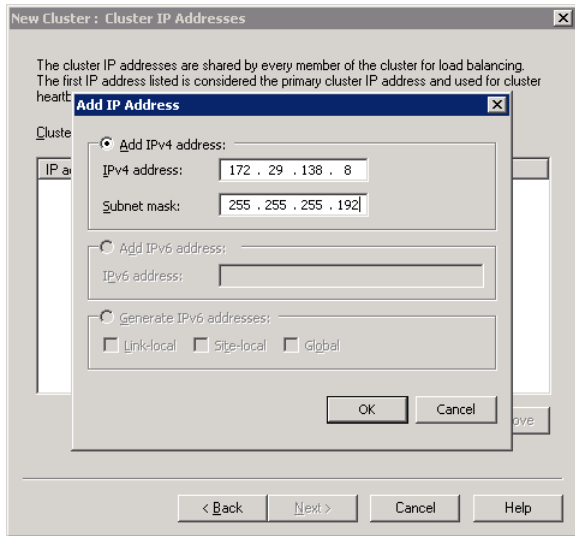 New Cluster : Cluster IP Addresses
The cluster IP addresses are shared by every member of the cluster for load balancing.
The first IP address listed is considered the primary cluster IP address and used for cluster
Add IP Address
Add IPv4 address:
IPv4 address: 172 . 29 . 138 . 8
Subnet mask: 255 . 255 . 255 . 192
Add IPv6 address:
IPv6 address:
Generate IPv6 addresses:
Link-local Site-local Global
OK Cancel
< Back Next > Cancel Help